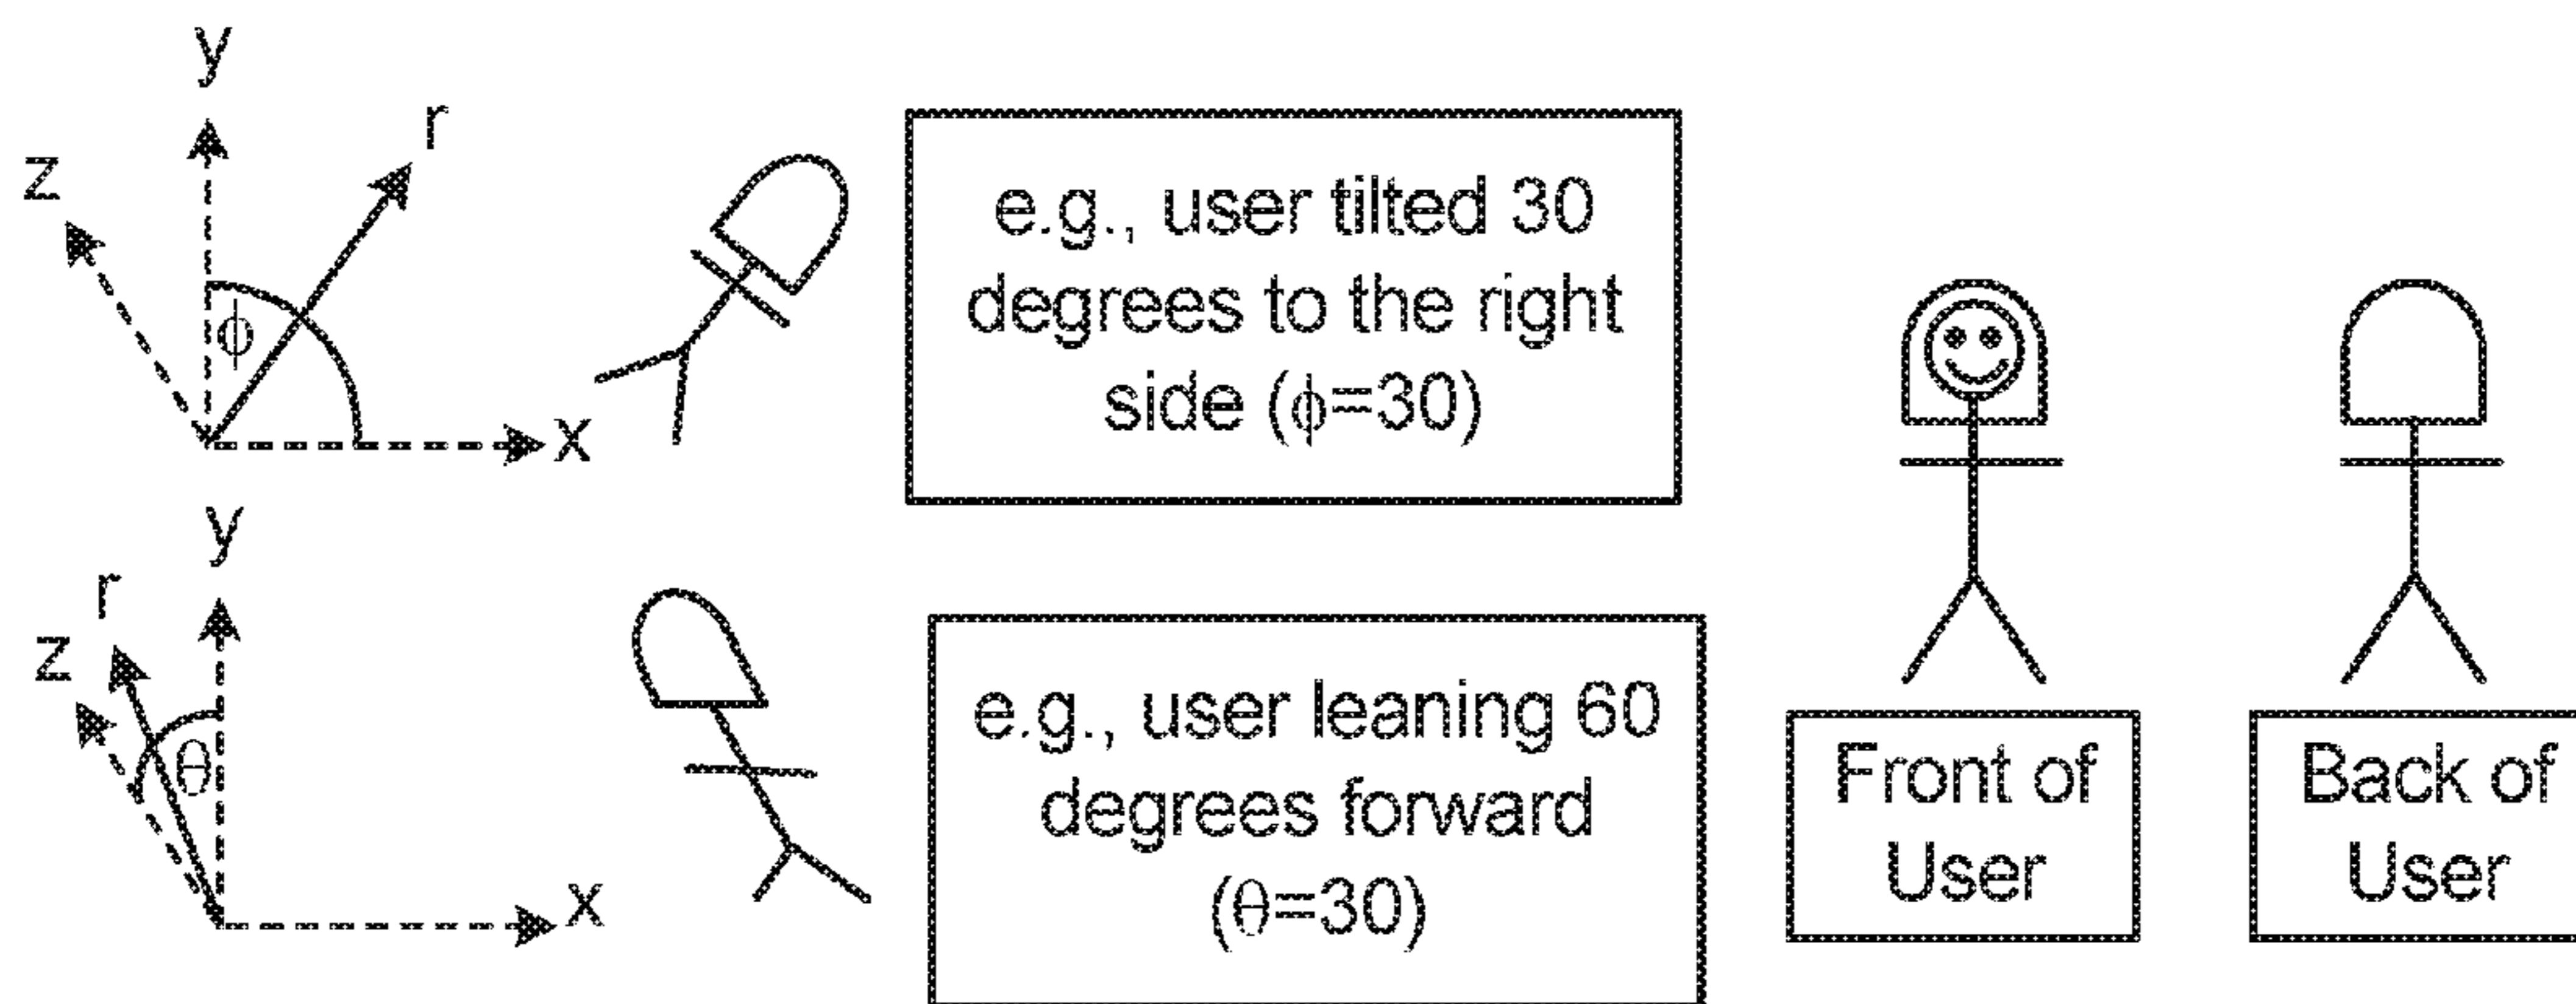 y
r
z
ϕ
x
e.g., user tilted 30
degrees to the right
side (ϕ=30)
y
r
z
θ
x
e.g., user leaning 60
degrees forward
(θ=30)
Front of
User
Back of
User